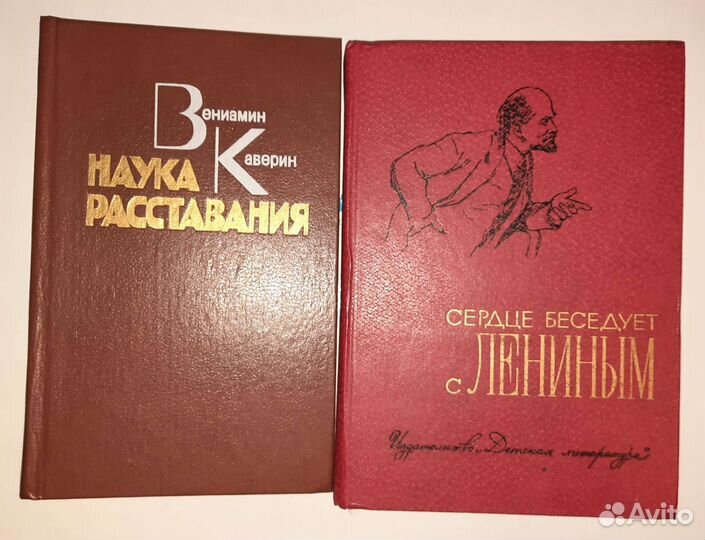 Вениамин
Каверин
НАУКА
РАССТАВАНИЯ
СЕРДЦЕ БЕСЕДУЕТ
С ЛЕНИНЫМ
Издательство „Детская литература"
Avito